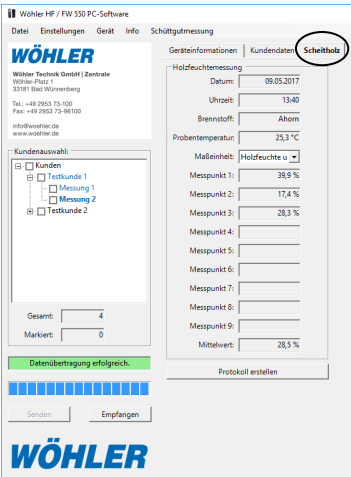 Wöhler HF / FW 550 PC-Software
Datei Einstellungen Gerät Info Schüttgutmessung
WÖHLER
Wöhler Technik GmbH | Zentrale
Wöhler-Platz 1
33181 Bad Wünnenberg
Tel.: +49 2953 73-100
Fax: +49 2953 73-96100
info@woehler.de
www.woehler.de
Kundenauswahl:
Kunden
Testkunde 1
Messung 1
Messung 2
Testkunde 2
Gesamt: 4
Markiert: 0
Datenübertragung erfolgreich.
Senden Empfangen
WÖHLER
Geräteinformationen Kundendaten Scheitholz
Holzfeuchtemessung
Datum: 09.05.2017
Uhrzeit: 13:40
Brennstoff: Ahorn
Probentemperatur: 25,3 °C
Maßeinheit: Holzfeuchte u
Messpunkt 1: 39,9 %
Messpunkt 2: 17,4 %
Messpunkt 3: 28,3 %
Messpunkt 4:
Messpunkt 5:
Messpunkt 6:
Messpunkt 7:
Messpunkt 8:
Messpunkt 9:
Mittelwert: 28,5 %
Protokoll erstellen